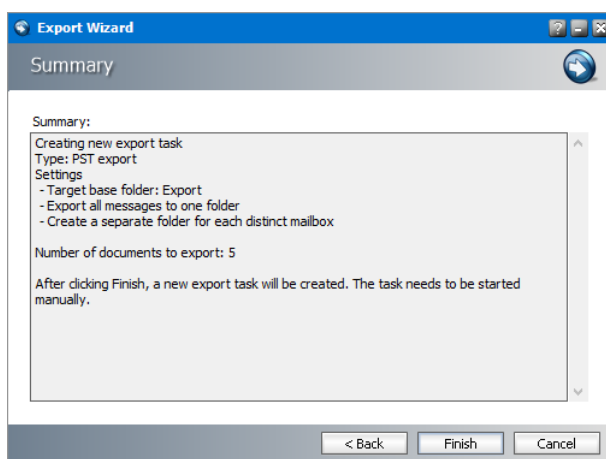 Export Wizard
Summary
Summary:
Creating new export task
Type: PST export
Settings
- Target base folder: Export
- Export all messages to one folder
- Create a separate folder for each distinct mailbox
Number of documents to export: 5
After clicking Finish, a new export task will be created. The task needs to be started
manually.
< Back
Finish
Cancel